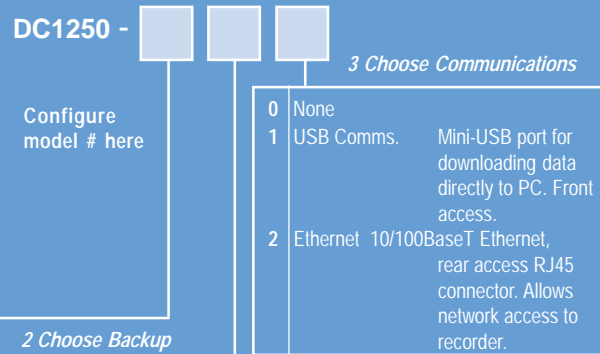 DC1250 -
3 Choose Communications
Configure
model # here
0 None
1 USB Comms. Mini-USB port for
downloading data
directly to PC. Front
access.
2 Ethernet 10/100BaseT Ethernet,
rear access RJ45
connector. Allows
network access to
recorder.
2 Choose Backup